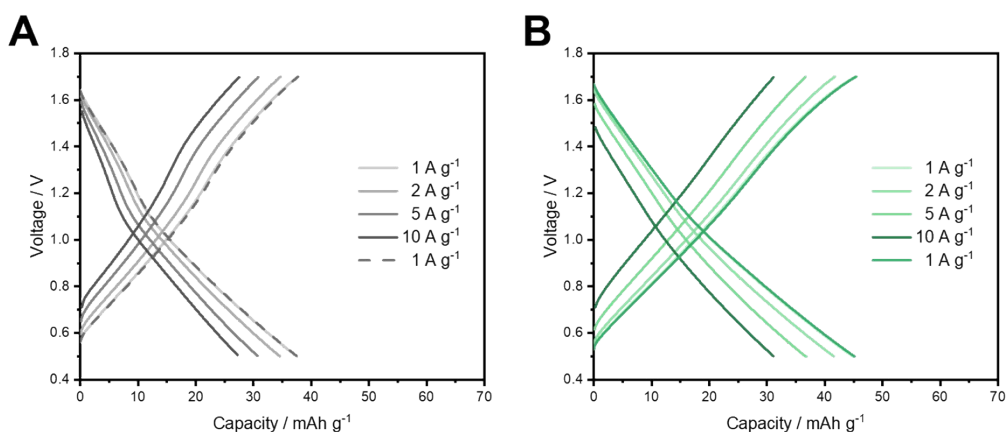 A
1.8
1.6
1.4
1.2
1.0
0.8
0.6
0.4
Voltage / V
0 10 20 30 40 50 60 70
Capacity / mAh g⁻¹
1 A g⁻¹
2 A g⁻¹
5 A g⁻¹
10 A g⁻¹
1 A g⁻¹
B
1.8
1.6
1.4
1.2
1.0
0.8
0.6
0.4
Voltage / V
0 10 20 30 40 50 60 70
Capacity / mAh g⁻¹
1 A g⁻¹
2 A g⁻¹
5 A g⁻¹
10 A g⁻¹
1 A g⁻¹